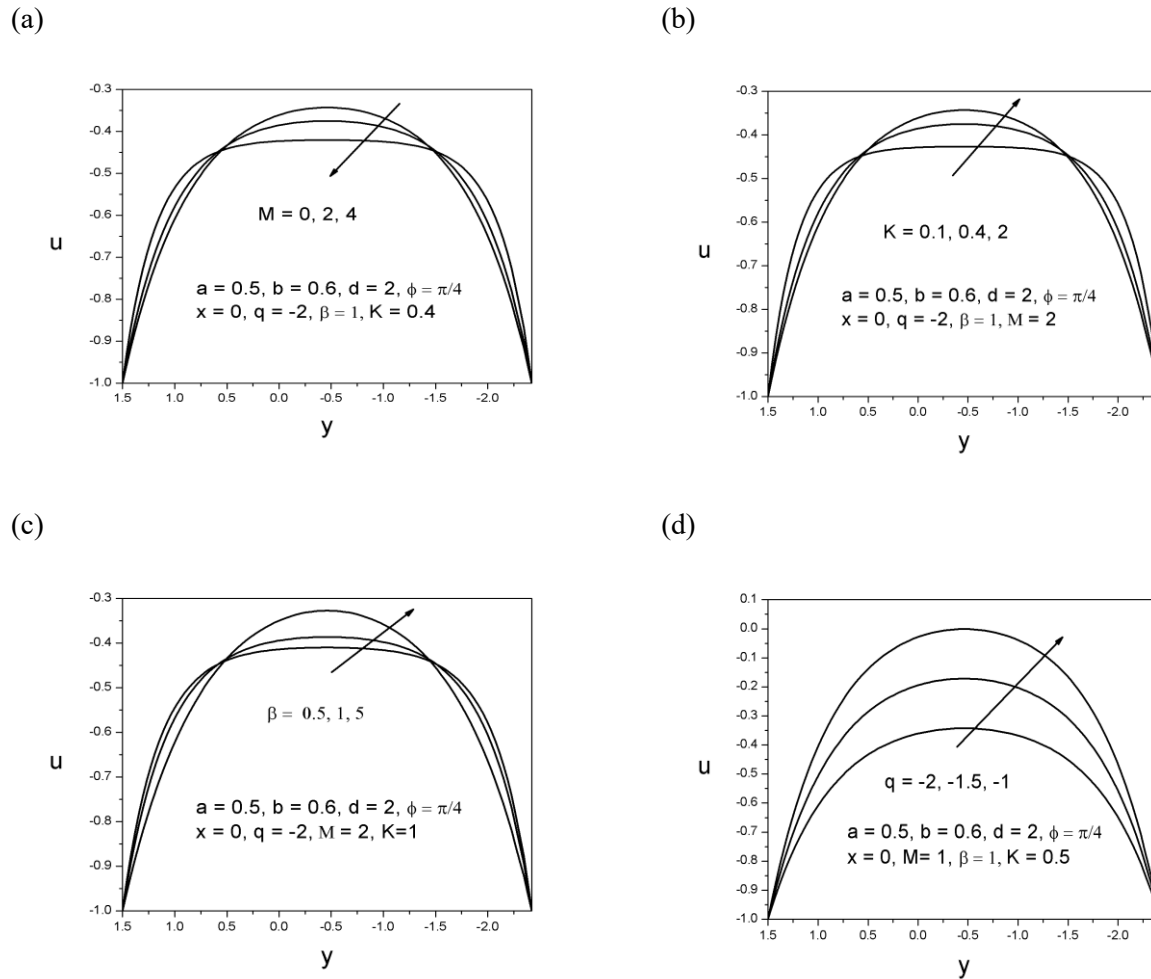 (a)
-0.3
-0.4
-0.5
-0.6
-0.7
-0.8
-0.9
-1.0
u
M = 0, 2, 4
a = 0.5, b = 0.6, d = 2, ϕ = π/4
x = 0, q = -2, β = 1, K = 0.4
1.5 1.0 0.5 0.0 -0.5 -1.0 -1.5 -2.0
y
(b)
-0.3
-0.4
-0.5
-0.6
-0.7
-0.8
-0.9
-1.0
u
K = 0.1, 0.4, 2
a = 0.5, b = 0.6, d = 2, ϕ = π/4
x = 0, q = -2, β = 1, M = 2
1.5 1.0 0.5 0.0 -0.5 -1.0 -1.5 -2.0
y
(c)
-0.3
-0.4
-0.5
-0.6
-0.7
-0.8
-0.9
-1.0
u
β = 0.5, 1, 5
a = 0.5, b = 0.6, d = 2, ϕ = π/4
x = 0, q = -2, M = 2, K=1
1.5 1.0 0.5 0.0 -0.5 -1.0 -1.5 -2.0
y
(d)
0.1
0.0
-0.1
-0.2
-0.3
-0.4
-0.5
-0.6
-0.7
-0.8
-0.9
-1.0
u
q = -2, -1.5, -1
a = 0.5, b = 0.6, d = 2, ϕ = π/4
x = 0, M= 1, β = 1, K = 0.5
1.5 1.0 0.5 0.0 -0.5 -1.0 -1.5 -2.0
y